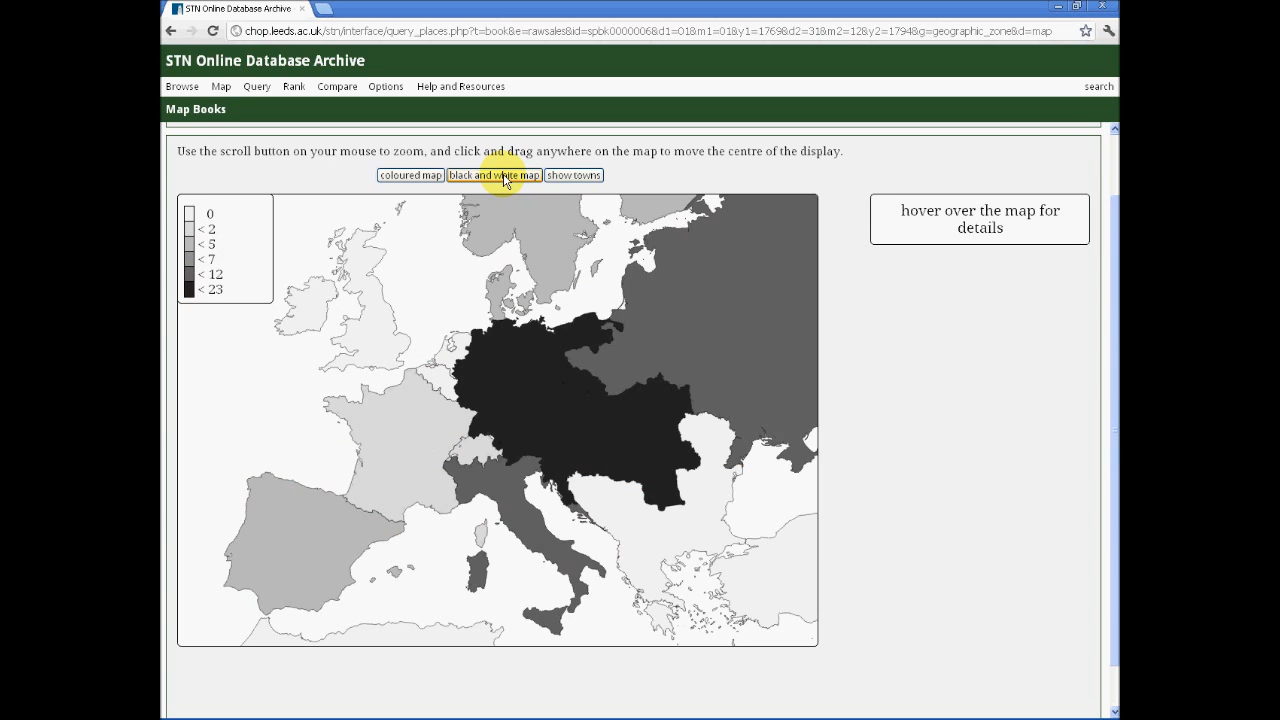 STN Online Database Archive
chop.leeds.ac.uk/stn/interface/query_places.php?t=book&e=rawsales&id=spbk0000006&d1=01&m1=01&y1=1769&d2=31&m2=12&y2=1794&g=geographic_zone&d=map
STN Online Database Archive
Browse Map Query Rank Compare Options Help and Resources search
Map Books
Use the scroll button on your mouse to zoom, and click and drag anywhere on the map to move the centre of the display.
coloured map black and white map show towns
0
< 2
< 5
< 7
< 12
< 23
hover over the map for
details